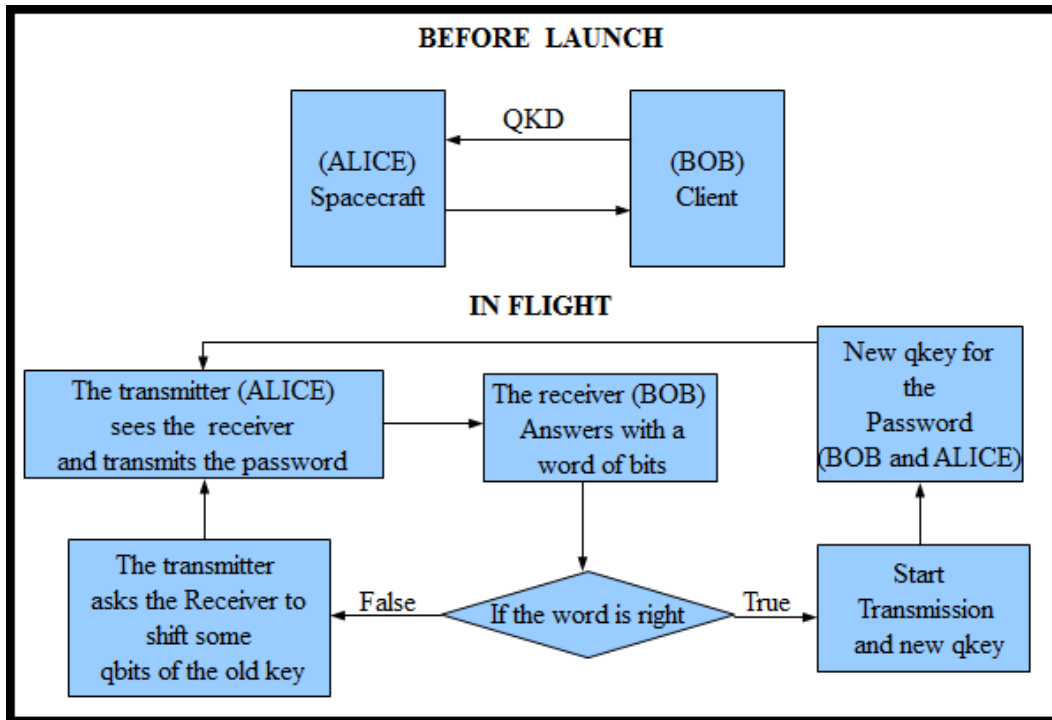 BEFORE LAUNCH
QKD
(ALICE)
Spacecraft
(BOB)
Client
IN FLIGHT
The transmitter (ALICE)
sees the receiver
and transmits the password
The receiver (BOB)
Answers with a
word of bits
New qkey for
the
Password
(BOB and ALICE)
The transmitter
asks the Receiver to
shift some
qbits of the old key
False
If the word is right
True
Start
Transmission
and new qkey